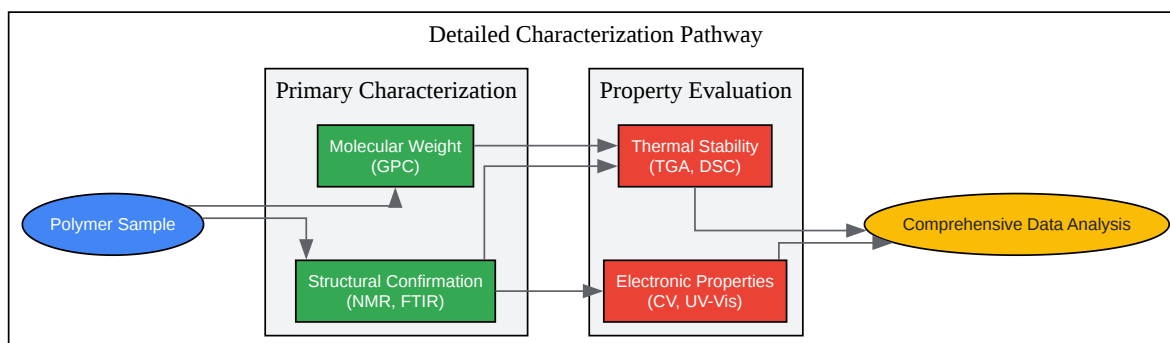 Detailed Characterization Pathway
Primary Characterization
Property Evaluation
Molecular Weight
(GPC)
Thermal Stability
(TGA, DSC)
Polymer Sample
Comprehensive Data Analysis
Structural Confirmation
(NMR, FTIR)
Electronic Properties
(CV, UV-Vis)